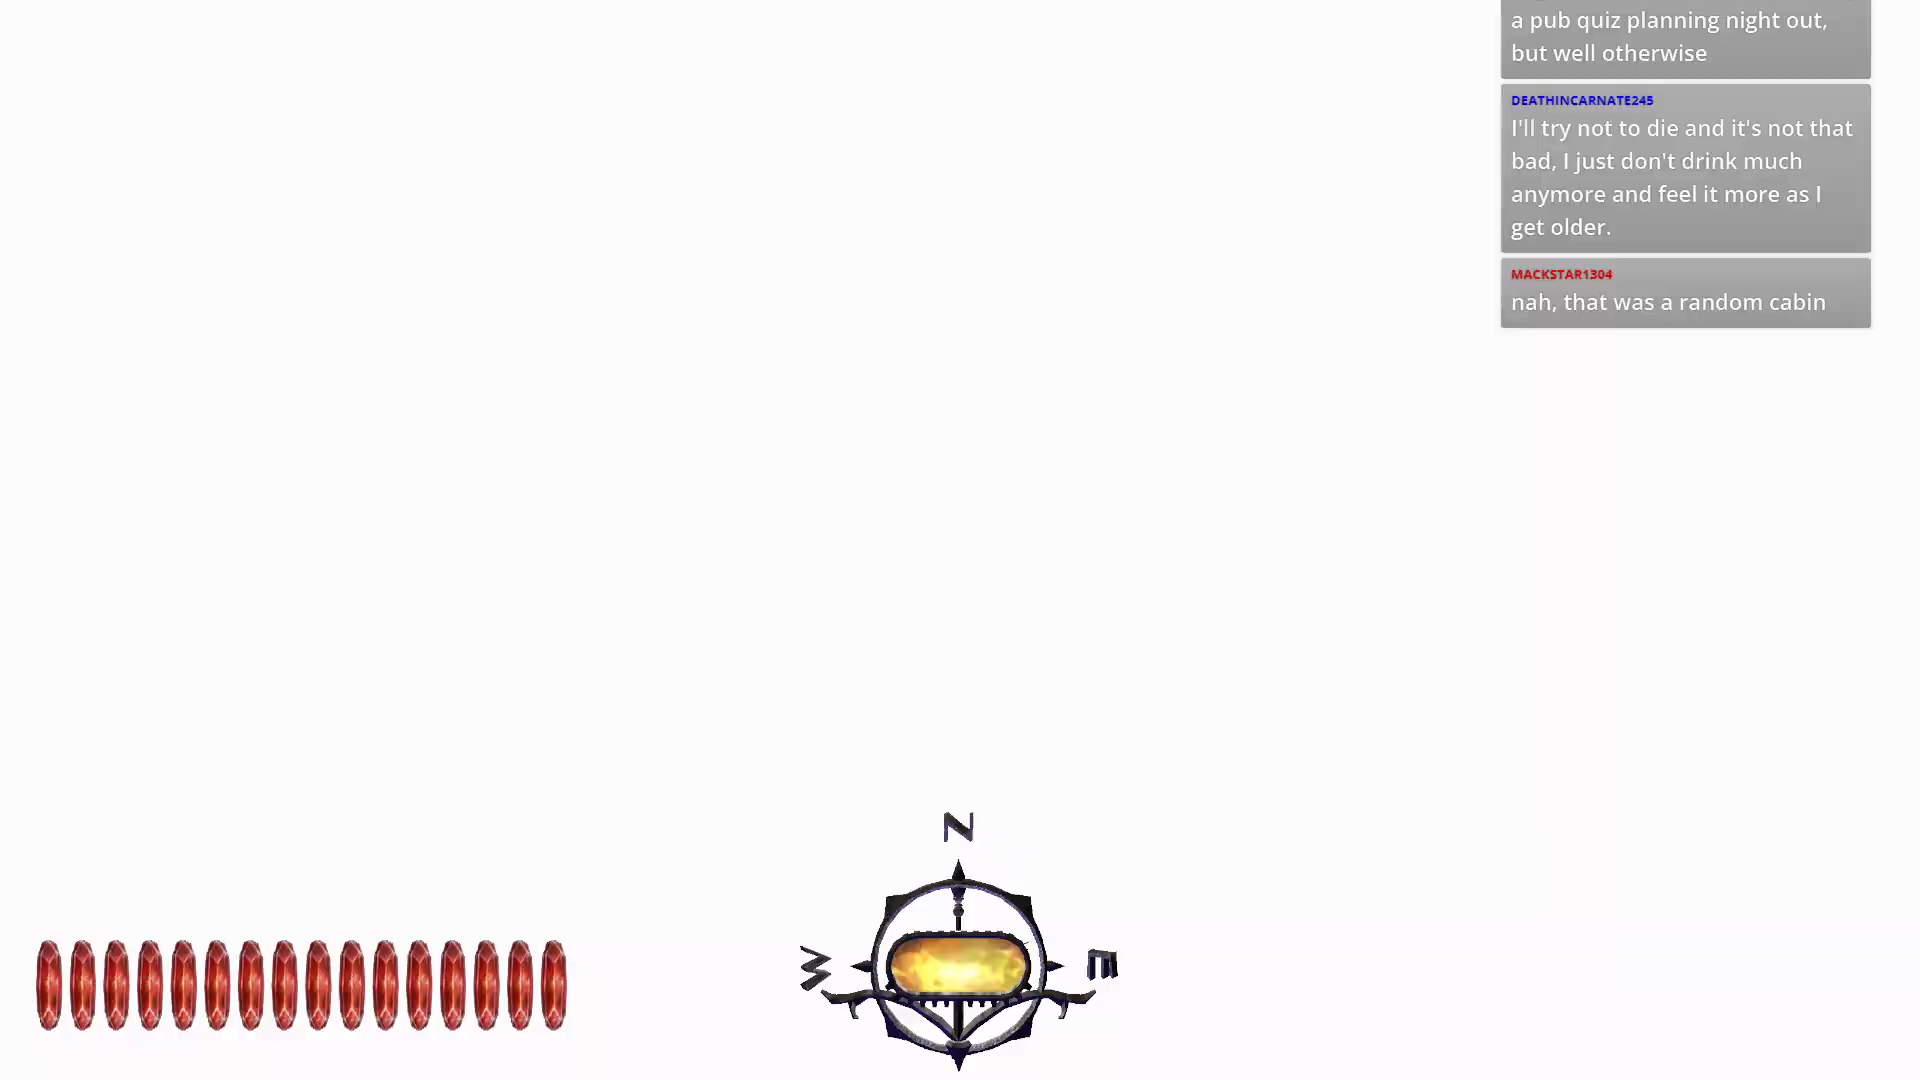 a pub quiz planning night out,
but well otherwise
DEATHINCARNATE245
I'll try not to die and it's not that
bad, I just don't drink much
anymore and feel it more as I
get older.
MACKSTAR1304
nah, that was a random cabin
N
W
E